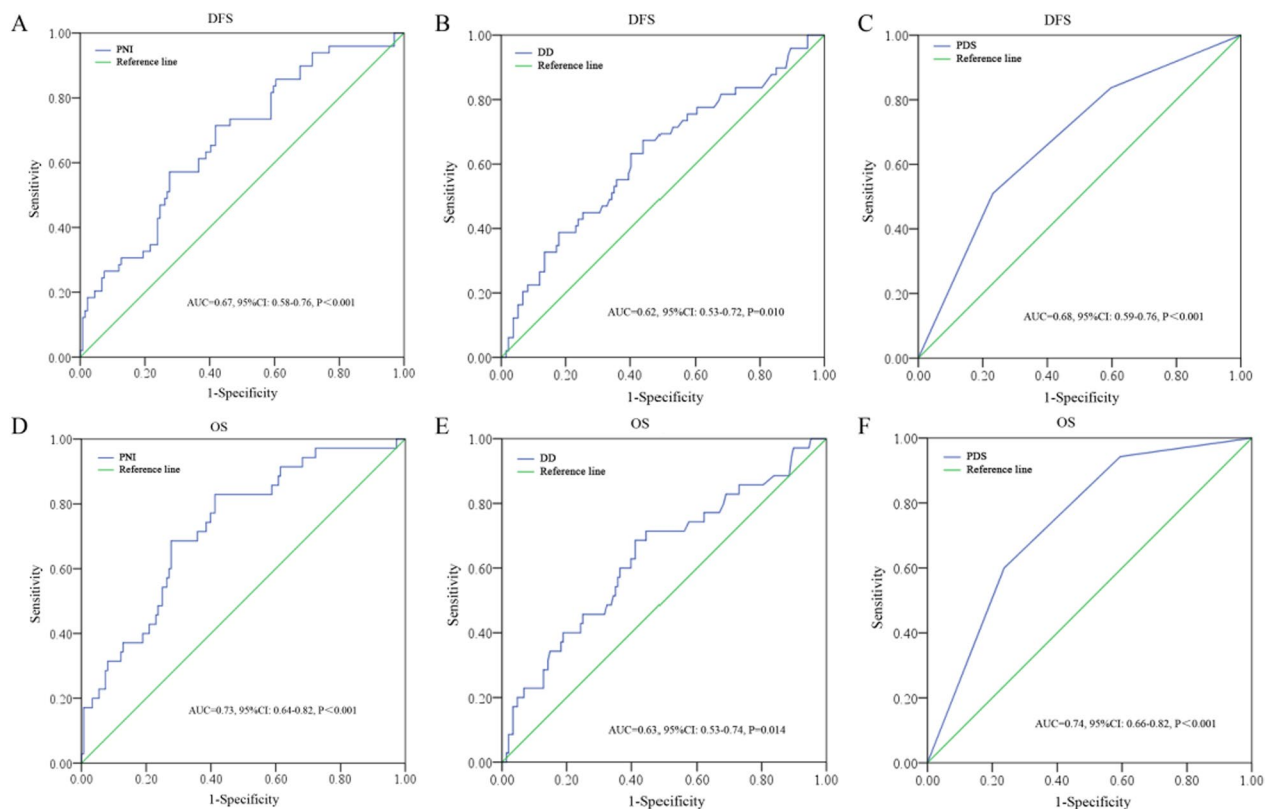 A
DFS
PNI
Reference line
1.00
0.80
0.60
0.40
0.20
0.00
Sensitivity
AUC=0.67, 95%CI: 0.58-0.76, P<0.001
0.00 0.20 0.40 0.60 0.80 1.00
1-Specificity
B
DFS
DD
Reference line
1.00
0.80
0.60
0.40
0.20
0.00
Sensitivity
AUC=0.62, 95%CI: 0.53-0.72, P=0.010
0.00 0.20 0.40 0.60 0.80 1.00
1-Specificity
C
DFS
PDS
Reference line
1.00
0.80
0.60
0.40
0.20
0.00
Sensitivity
AUC=0.68, 95%CI: 0.59-0.76, P<0.001
0.00 0.20 0.40 0.60 0.80 1.00
1-Specificity
D
OS
PNI
Reference line
1.00
0.80
0.60
0.40
0.20
0.00
Sensitivity
AUC=0.73, 95%CI: 0.64-0.82, P<0.001
0.00 0.20 0.40 0.60 0.80 1.00
1-Specificity
E
OS
DD
Reference line
1.00
0.80
0.60
0.40
0.20
0.00
Sensitivity
AUC=0.63, 95%CI: 0.53-0.74, P=0.014
0.00 0.20 0.40 0.60 0.80 1.00
1-Specificity
F
OS
PDS
Reference line
1.00
0.80
0.60
0.40
0.20
0.00
Sensitivity
AUC=0.74, 95%CI: 0.66-0.82, P<0.001
0.00 0.20 0.40 0.60 0.80 1.00
1-Specificity